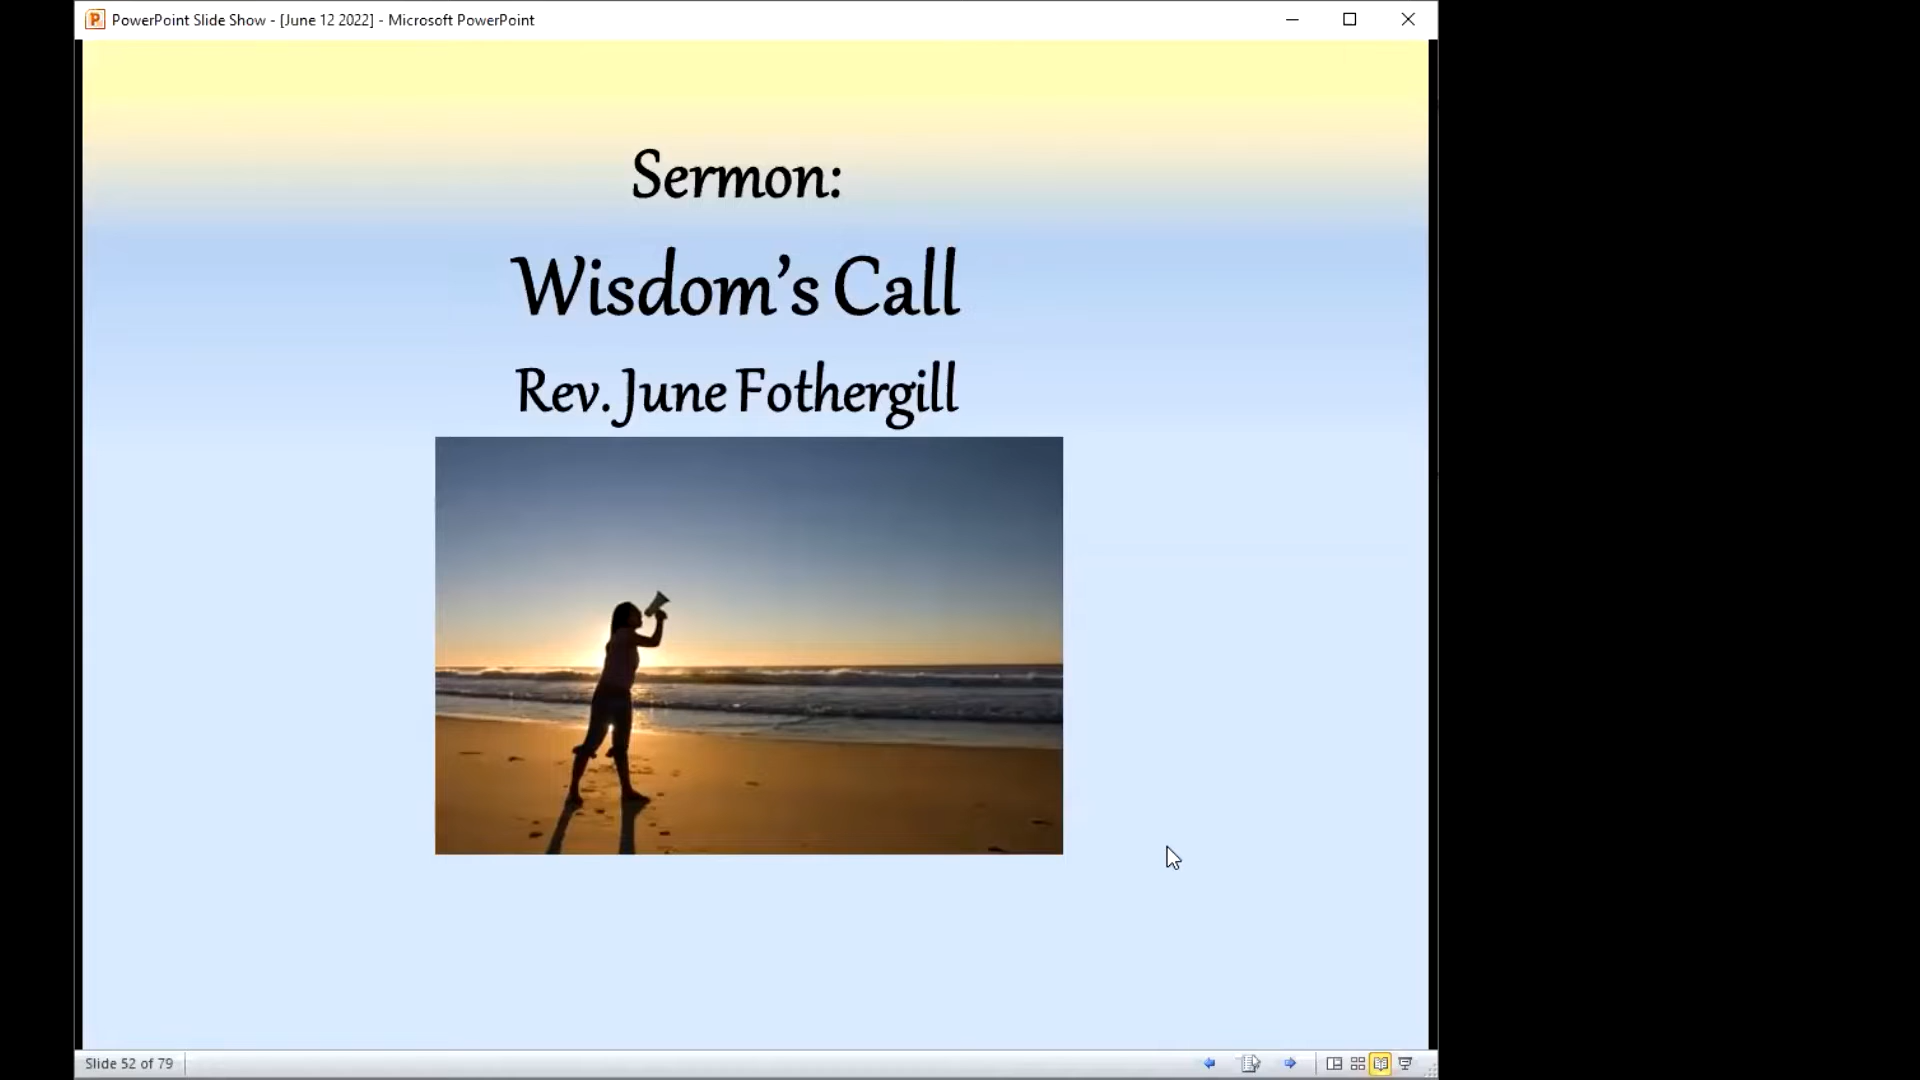 PowerPoint Slide Show - [June 12 2022] - Microsoft PowerPoint
Sermon:
Wisdom’s Call
Rev. June Fothergill
Slide 52 of 79